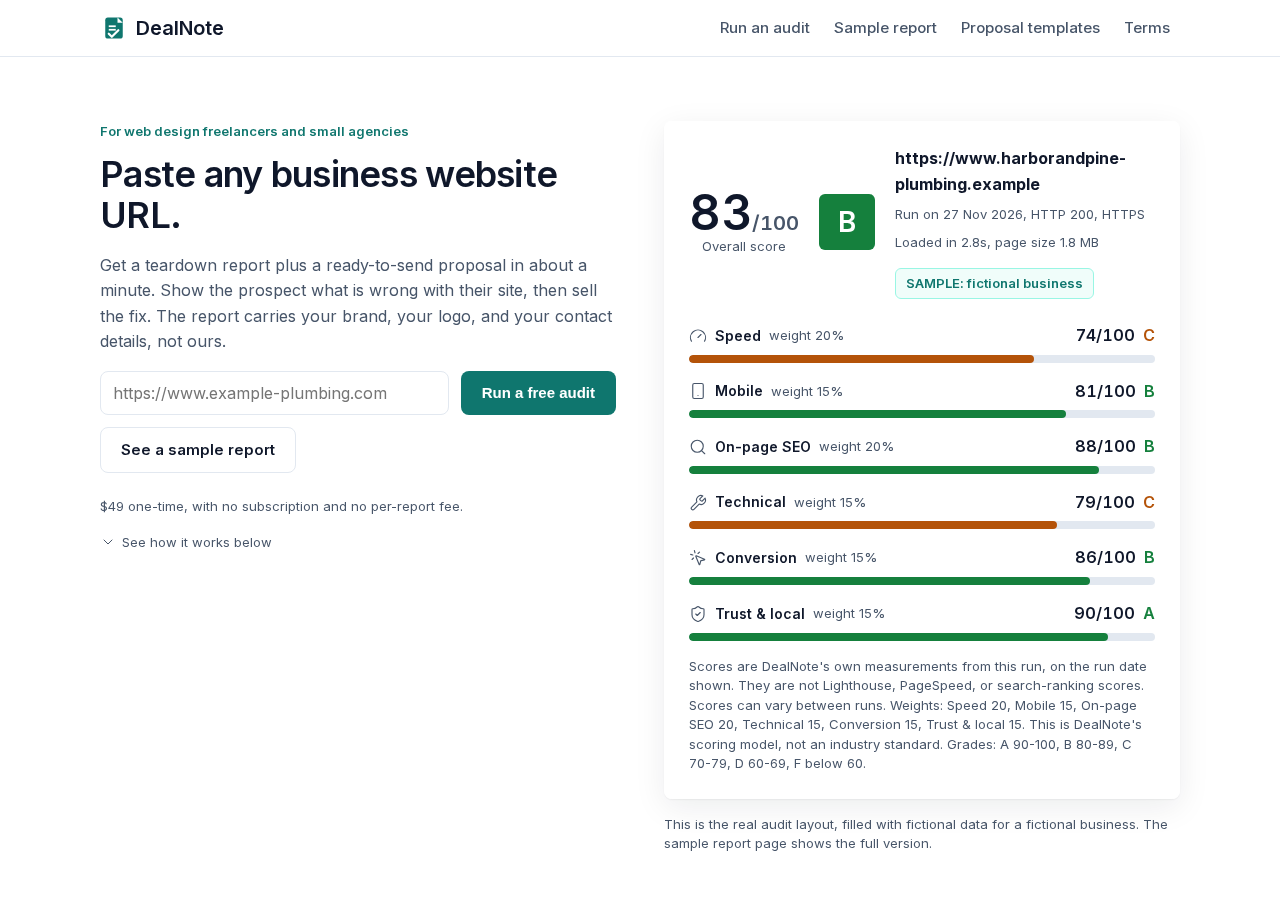 DealNote
Run an audit
Sample report
Proposal templates
Terms
For web design freelancers and small agencies
Paste any business website
URL.
Get a teardown report plus a ready-to-send proposal in about a
minute. Show the prospect what is wrong with their site, then sell
the fix. The report carries your brand, your logo, and your contact
details, not ours.
https://www.example-plumbing.com
Run a free audit
See a sample report
$49 one-time, with no subscription and no per-report fee.
See how it works below
83/100
Overall score
B
https://www.harborandpine-
plumbing.example
Run on 27 Nov 2026, HTTP 200, HTTPS
Loaded in 2.8s, page size 1.8 MB
SAMPLE: fictional business
Speed weight 20% 74/100 C
Mobile weight 15% 81/100 B
On-page SEO weight 20% 88/100 B
Technical weight 15% 79/100 C
Conversion weight 15% 86/100 B
Trust & local weight 15% 90/100 A
Scores are DealNote's own measurements from this run, on the run date
shown. They are not Lighthouse, PageSpeed, or search-ranking scores.
Scores can vary between runs. Weights: Speed 20, Mobile 15, On-page
SEO 20, Technical 15, Conversion 15, Trust & local 15. This is DealNote's
scoring model, not an industry standard. Grades: A 90-100, B 80-89, C
70-79, D 60-69, F below 60.
This is the real audit layout, filled with fictional data for a fictional business. The
sample report page shows the full version.